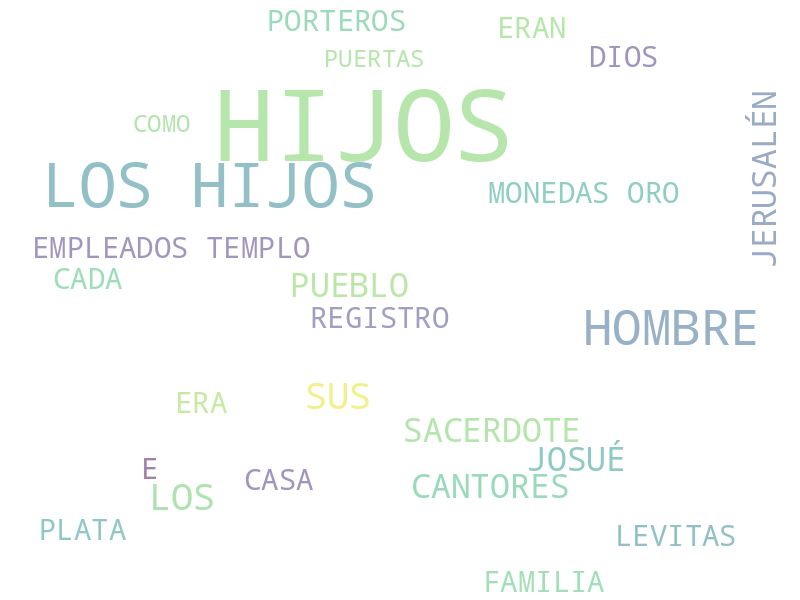 PORTEROS
ERAN
PUERTAS
DIOS
COMO
HIJOS
JERUSALÉN
LOS HIJOS
MONEDAS ORO
EMPLEADOS TEMPLO
CADA
PUEBLO
REGISTRO
HOMBRE
SUS
ERA
SACERDOTE
JOSUÉ
E
CASA
CANTORES
LOS
PLATA
LEVITAS
FAMILIA